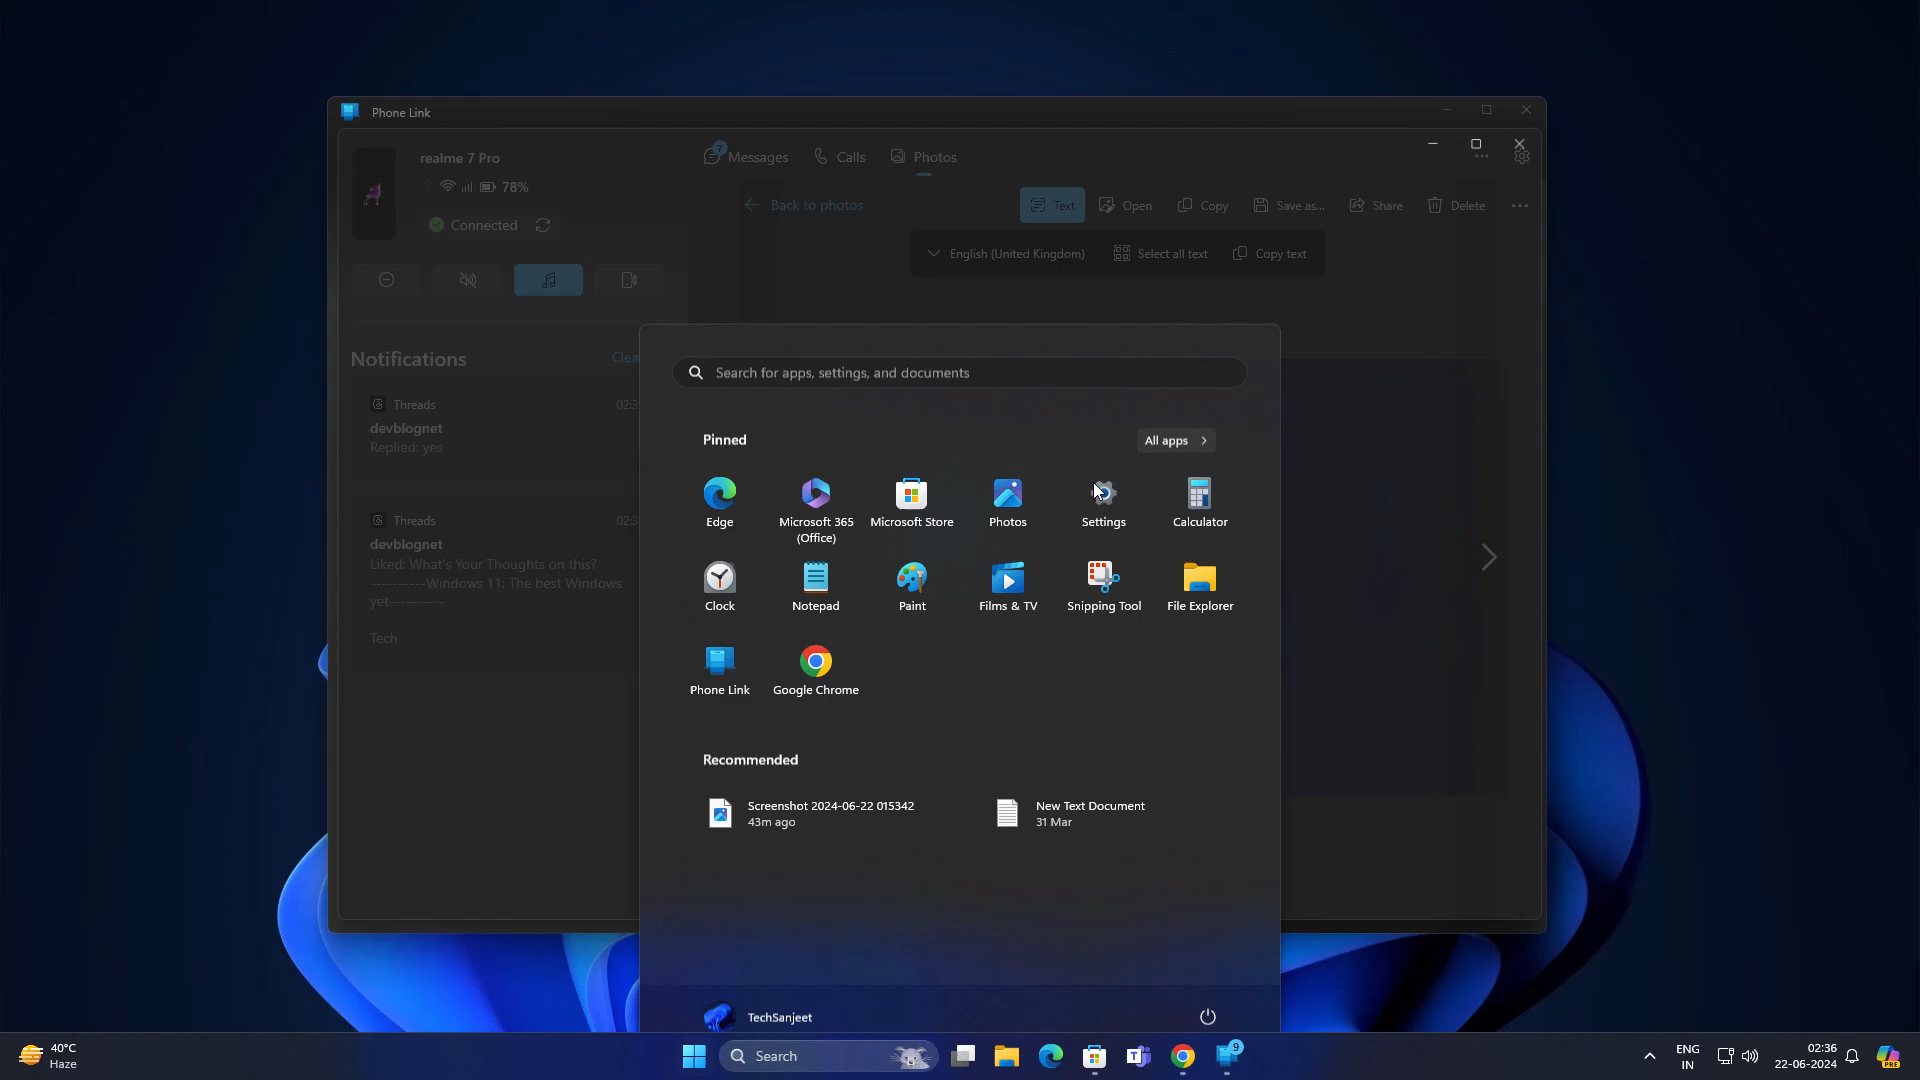 Phone Link
realme 7 Pro
78%
Connected
7
Messages
Calls
Photos
Back to photos
Text
Open
Copy
Save as...
Share
Delete
English (United Kingdom)
Select all text
Copy text
Notifications
Clea
Threads
02:3
devblognet
Replied: yes
Threads
02:3
devblognet
Liked: What's Your Thoughts on this?
----------Windows 11: The best Windows
yet----------
Tech
Search for apps, settings, and documents
Pinned
All apps
Edge
Microsoft 365
(Office)
Microsoft Store
Photos
Settings
Calculator
Clock
Notepad
Paint
Films & TV
Snipping Tool
File Explorer
Phone Link
Google Chrome
Recommended
Screenshot 2024-06-22 015342
43m ago
New Text Document
31 Mar
TechSanjeet
40°C
Haze
Search
9
ENG
IN
02:36
22-06-2024
PRE